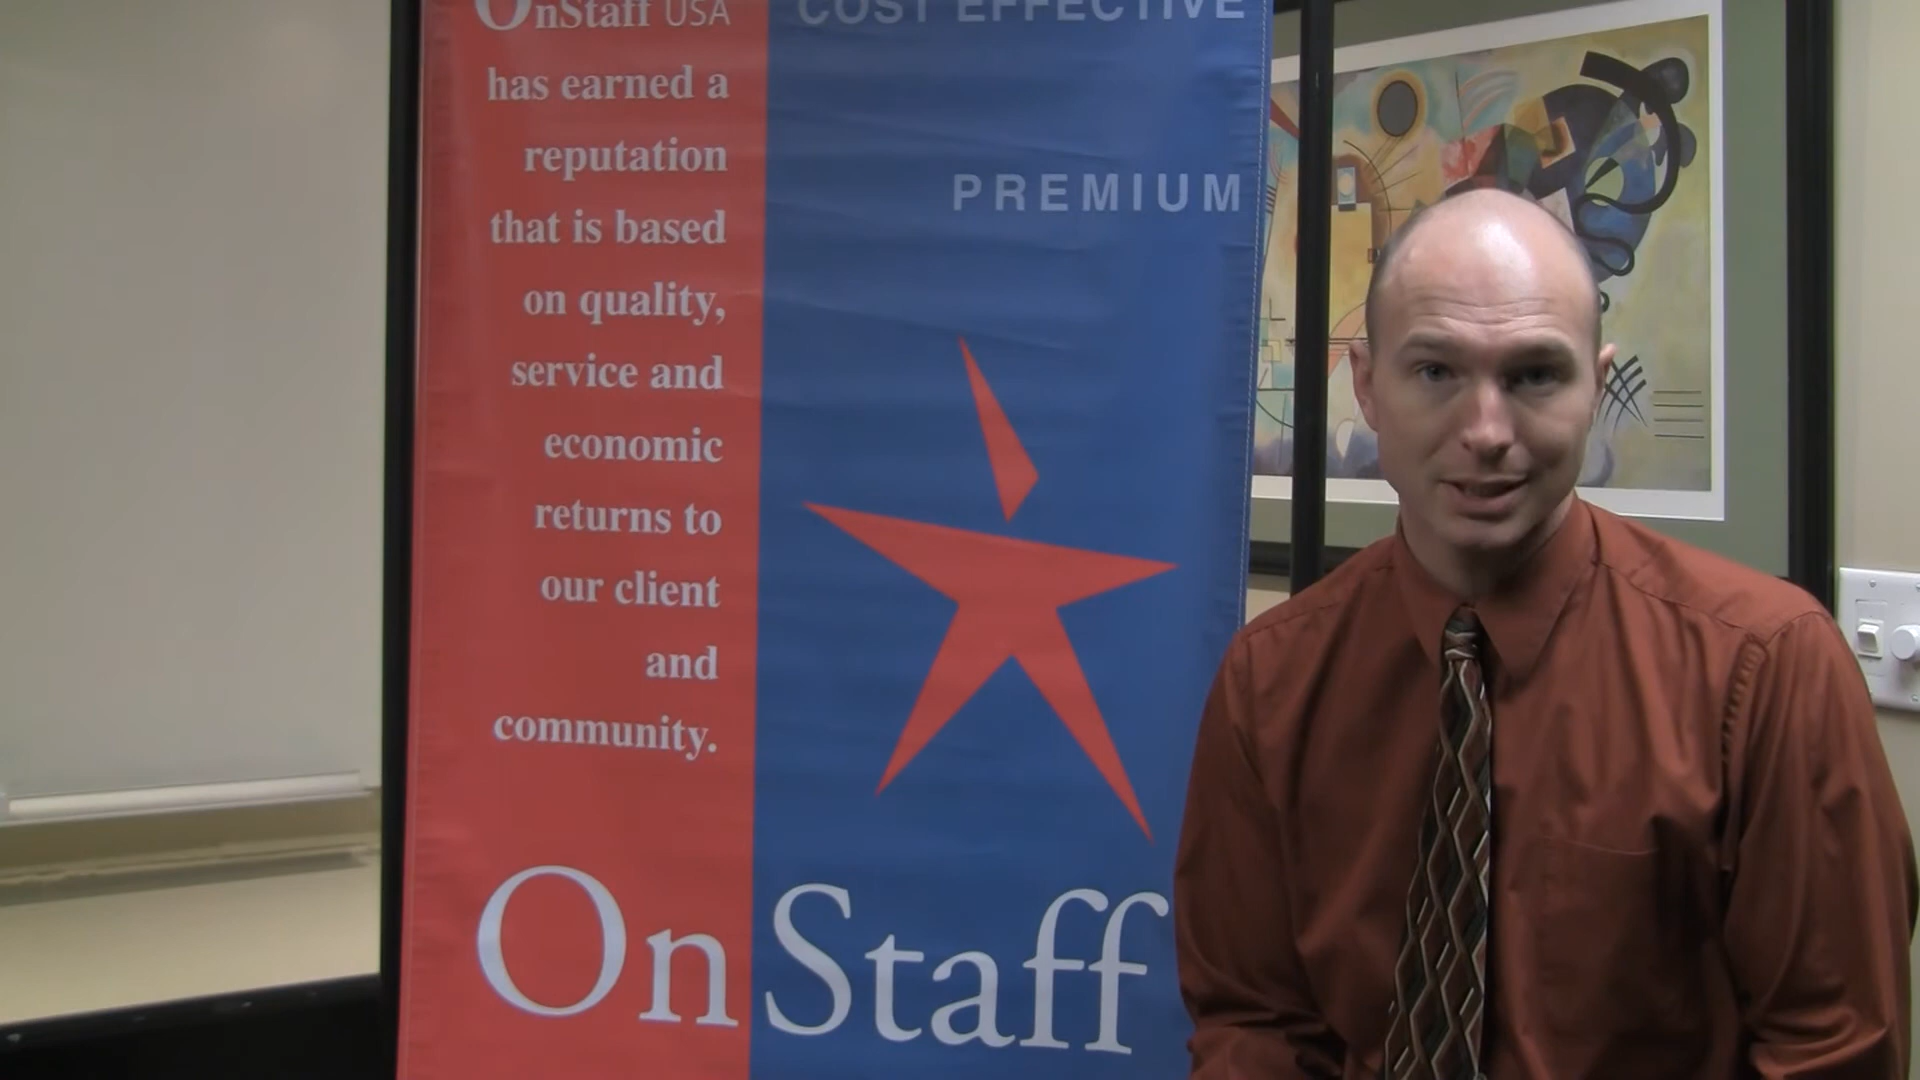 OnStaff USA
has earned a
reputation
that is based
on quality,
service and
economic
returns to
our client
and
community.
COST EFFECTIVE
PREMIUM
OnStaff